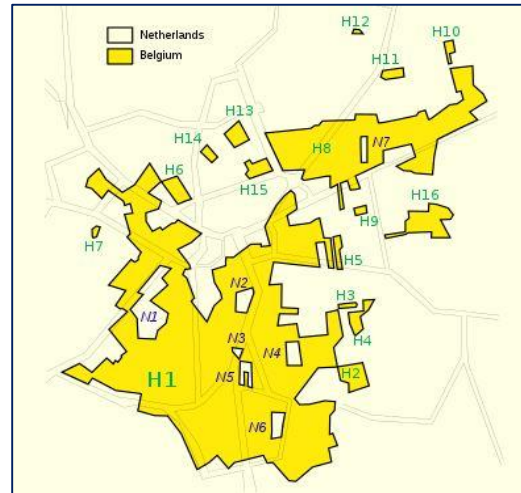 Netherlands
Belgium
H12
H10
H11
H13
H14
H8
N7
H15
H6
H16
H9
H7
H5
N2
H3
N1
N3
N4
H4
H1
N5
H2
N6